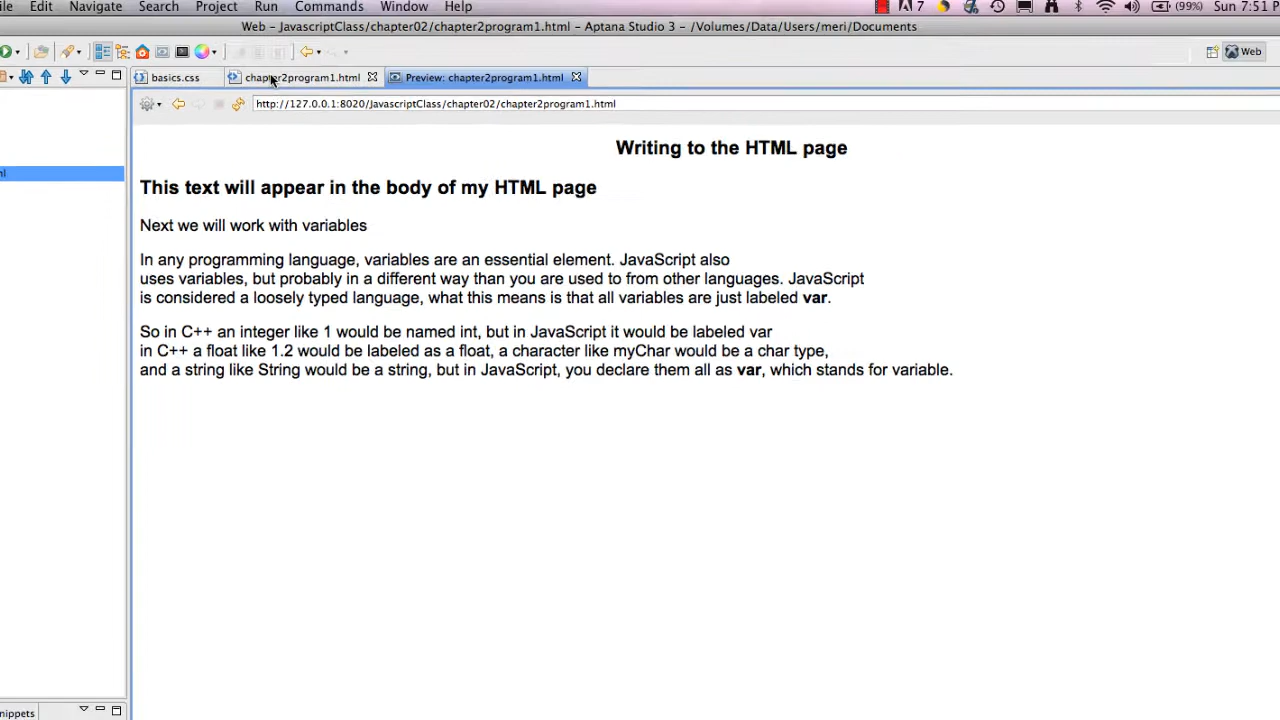 ile Edit Navigate Search Project Run Commands Window Help 7 (99%) Sun 7:51 P
Web – JavascriptClass/chapter02/chapter2program1.html – Aptana Studio 3 – /Volumes/Data/Users/meri/Documents
Web
basics.css chapter2program1.html Preview: chapter2program1.html
http://127.0.0.1:8020/JavascriptClass/chapter02/chapter2program1.html
Writing to the HTML page
ml
This text will appear in the body of my HTML page
Next we will work with variables
In any programming language, variables are an essential element. JavaScript also
uses variables, but probably in a different way than you are used to from other languages. JavaScript
is considered a loosely typed language, what this means is that all variables are just labeled var.
So in C++ an integer like 1 would be named int, but in JavaScript it would be labeled var
in C++ a float like 1.2 would be labeled as a float, a character like myChar would be a char type,
and a string like String would be a string, but in JavaScript, you declare them all as var, which stands for variable.
nippets